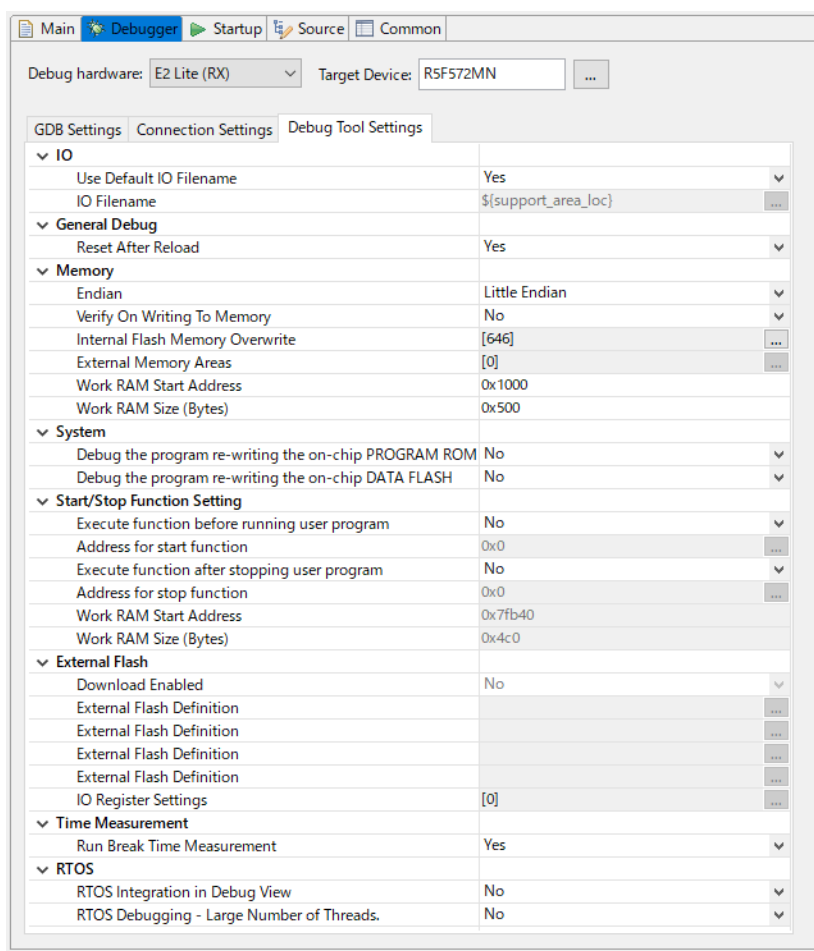 Main Debugger Startup Source Common
Debug hardware: E2 Lite (RX) Target Device: R5F572MN ...
GDB Settings Connection Settings Debug Tool Settings
IO
Use Default IO Filename Yes
IO Filename ${support_area_loc} ...
General Debug
Reset After Reload Yes
Memory
Endian Little Endian
Verify On Writing To Memory No
Internal Flash Memory Overwrite [646] ...
External Memory Areas [0] ...
Work RAM Start Address 0x1000
Work RAM Size (Bytes) 0x500
System
Debug the program re-writing the on-chip PROGRAM ROM No
Debug the program re-writing the on-chip DATA FLASH No
Start/Stop Function Setting
Execute function before running user program No
Address for start function 0x0 ...
Execute function after stopping user program No
Address for stop function 0x0 ...
Work RAM Start Address 0x7fb40
Work RAM Size (Bytes) 0x4c0
External Flash
Download Enabled No
External Flash Definition ...
External Flash Definition ...
External Flash Definition ...
External Flash Definition ...
IO Register Settings [0] ...
Time Measurement
Run Break Time Measurement Yes
RTOS
RTOS Integration in Debug View No
RTOS Debugging - Large Number of Threads. No